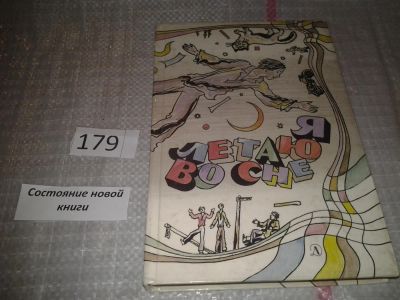 179
Состояние новой
книги
Я
ЛЕТАЮ
ВО СНЕ